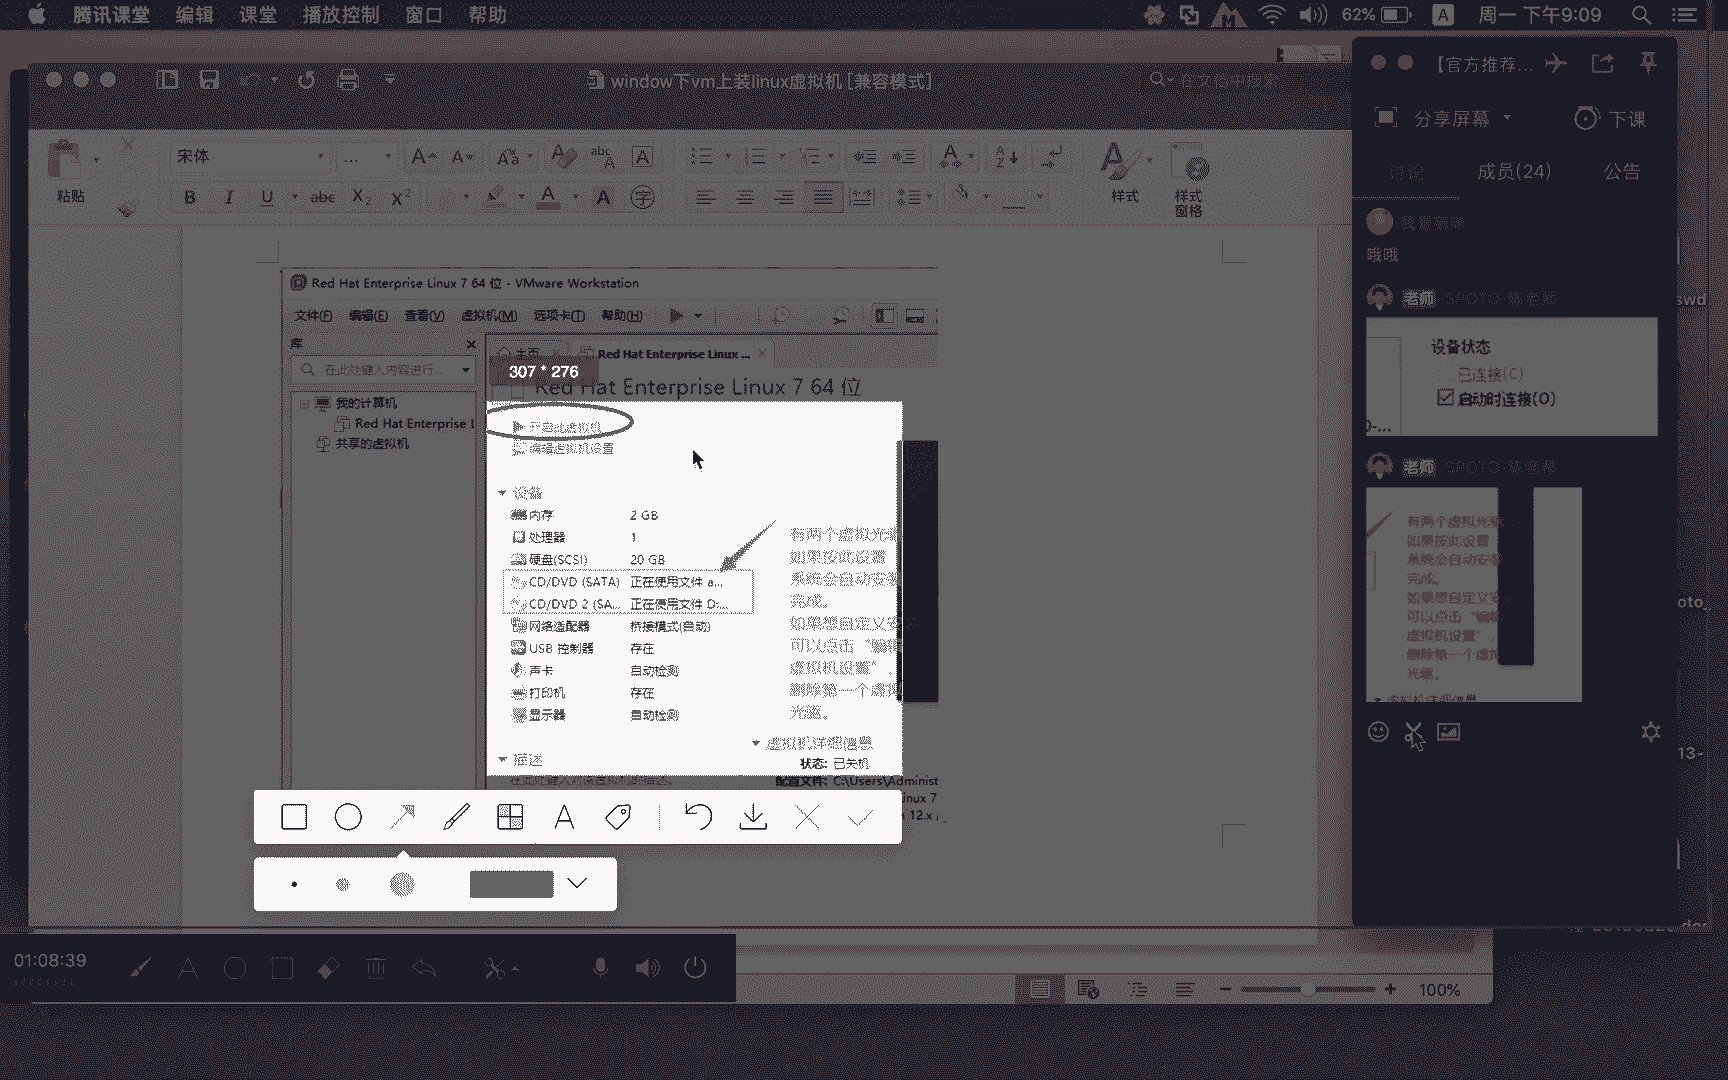 腾讯课堂 编辑 课堂 播放控制 窗口 帮助
62% A 周一 下午9:09
window下vm上装linux虚拟机 [兼容模式]
在文档中搜索
【官方推荐...
分享屏幕
下课
宋体
...
粘贴
样式
样式
窗格
讨论
成员(24)
公告
哦哦
老师 SPOTO-陈老师
设备状态
已连接(C)
启动时连接(O)
老师 SPOTO-陈老师
有两个虚拟光
如果按此设置
系统会自动安
完成。
如果想自定义
可以点击“编
虚拟机设置”
删除第一个虚
光驱。
虚拟机详细信息
Red Hat Enterprise Linux 7 64 位 - VMware Workstation
文件(F) 编辑(E) 查看(V) 虚拟机(M) 选项卡(T) 帮助(H)
库
在此处键入内容进行...
我的计算机
Red Hat Enterprise L
共享的虚拟机
主页
Red Hat Enterprise Linux ...
307 * 276
Red Hat Enterprise Linux 7 64 位
开启此虚拟机
编辑虚拟机设置
设备
内存 2 GB
处理器 1
硬盘(SCSI) 20 GB
CD/DVD (SATA) 正在使用文件 a...
CD/DVD 2 (SA... 正在使用文件 D:...
网络适配器 桥接模式(自动)
USB 控制器 存在
声卡 自动检测
打印机 存在
显示器 自动检测
有两个虚拟光驱
如果按此设置
系统会自动安装
完成。
如果想自定义安
可以点击“编辑
虚拟机设置”，
删除第一个虚拟
光驱。
虚拟机详细信息
状态: 已关机
配置文件: C:\Users\Administ
inux 7
12.x
描述
在此处键入对该虚拟机的描述。
01:08:39
100%
swd
oto_
13-